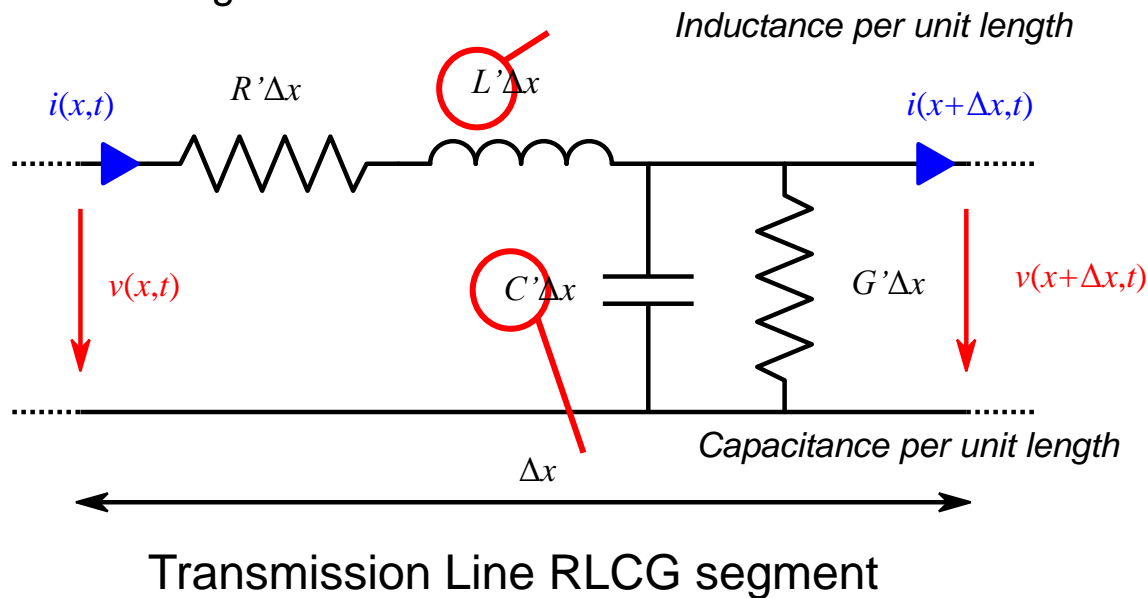 Inductance per unit length
R’Δx
L’Δx
i(x,t)
i(x+Δx,t)
v(x,t)
C’Δx
G’Δx
v(x+Δx,t)
Capacitance per unit length
Δx
Transmission Line RLCG segment